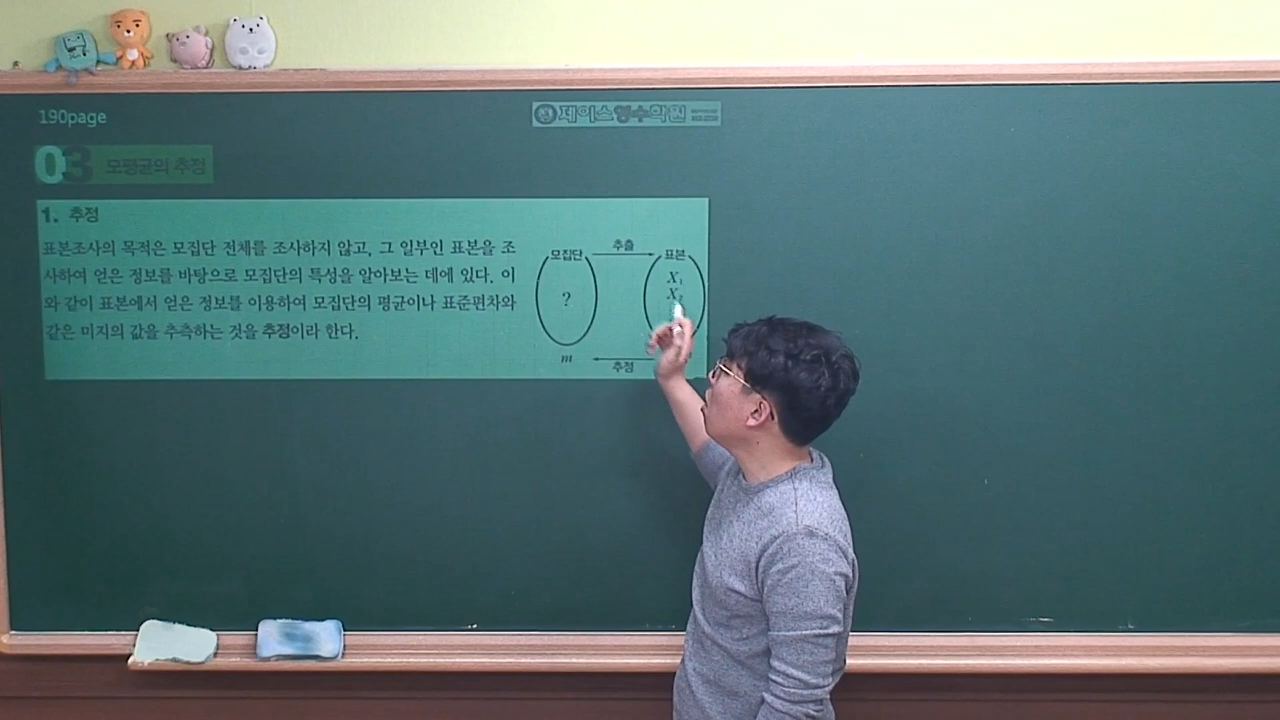 190page
제이스영수학원
03 모평균의 추정
1. 추정
표본조사의 목적은 모집단 전체를 조사하지 않고, 그 일부인 표본을 조
사하여 얻은 정보를 바탕으로 모집단의 특성을 알아보는 데에 있다. 이
와 같이 표본에서 얻은 정보를 이용하여 모집단의 평균이나 표준편차와
같은 미지의 값을 추측하는 것을 추정이라 한다.
모집단 추출 표본
X₁
?
X₂
m
추정